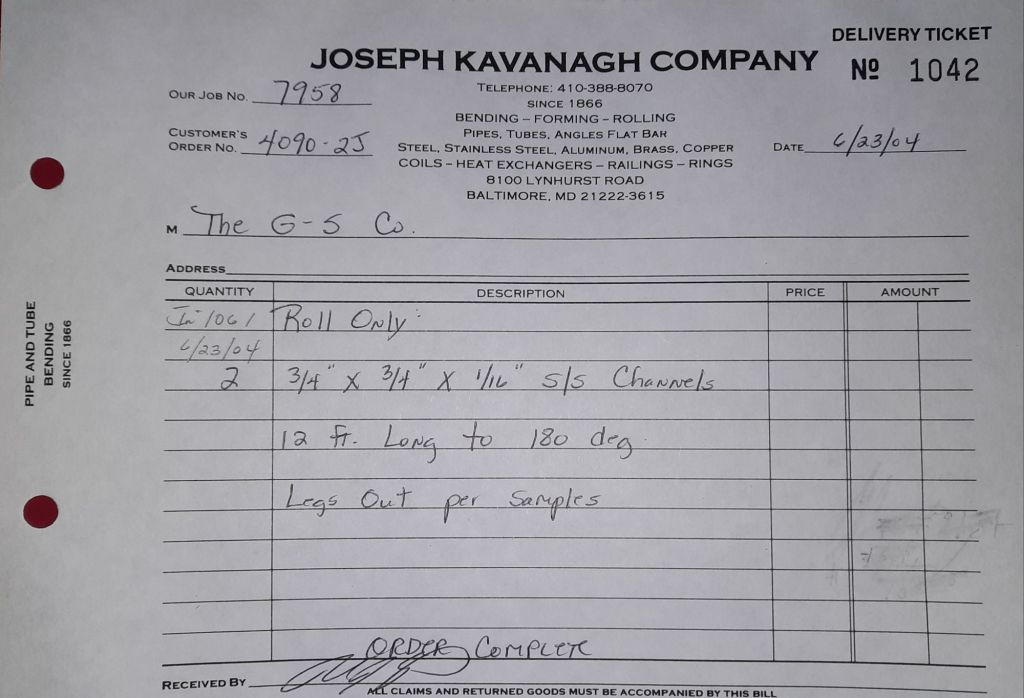 DELIVERY TICKET
JOSEPH KAVANAGH COMPANY
No 1042
TELEPHONE: 410-388-8070
SINCE 1866
BENDING – FORMING – ROLLING
PIPES, TUBES, ANGLES FLAT BAR
STEEL, STAINLESS STEEL, ALUMINUM, BRASS, COPPER
COILS – HEAT EXCHANGERS – RAILINGS – RINGS
8100 LYNHURST ROAD
BALTIMORE, MD 21222-3615
OUR JOB NO. 7958
CUSTOMER'S
ORDER NO. 4090-2J
DATE 6/23/04
M The G-S Co.
ADDRESS
QUANTITY DESCRIPTION PRICE AMOUNT
1061 Roll Only:
6/23/04
2 3/4" X 3/4" X 1/16" S/S Channels
12 ft. Long to 180 deg.
Legs Out per Samples
ORDER COMPLETE
RECEIVED BY
ALL CLAIMS AND RETURNED GOODS MUST BE ACCOMPANIED BY THIS BILL
PIPE AND TUBE
BENDING
SINCE 1866